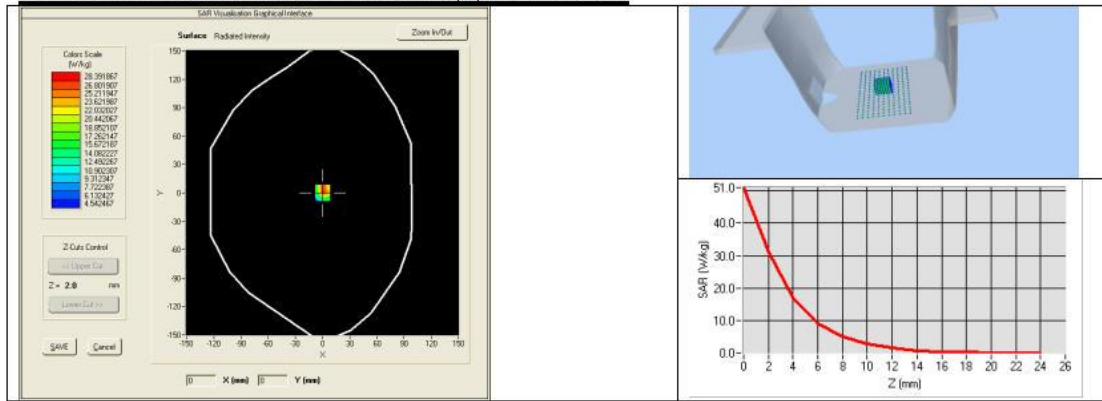 SAR Visualisation Graphical Interface
Surface Radiated Intensity
Zoom In/Out
Colors Scale
(W/kg)
28.391867
26.801907
25.211947
23.621987
22.032027
20.442067
18.852107
17.262147
15.672187
14.082227
12.492267
10.902307
9.312347
7.722387
6.132427
4.542467
Z-Cuts Control
<< Upper Cut
Z = 2.0 mm
Lower Cut >>
SAVE Cancel
150
120
90
60
30
0
-30
-60
-90
-120
-150
Y
-150 -120 -90 -60 -30 0 30 60 90 120 150
X
0 X (mm) 0 Y (mm)
51.0
40.0
30.0
20.0
10.0
0.0
SAR (W/kg)
0 2 4 6 8 10 12 14 16 18 20 22 24 26
Z (mm)